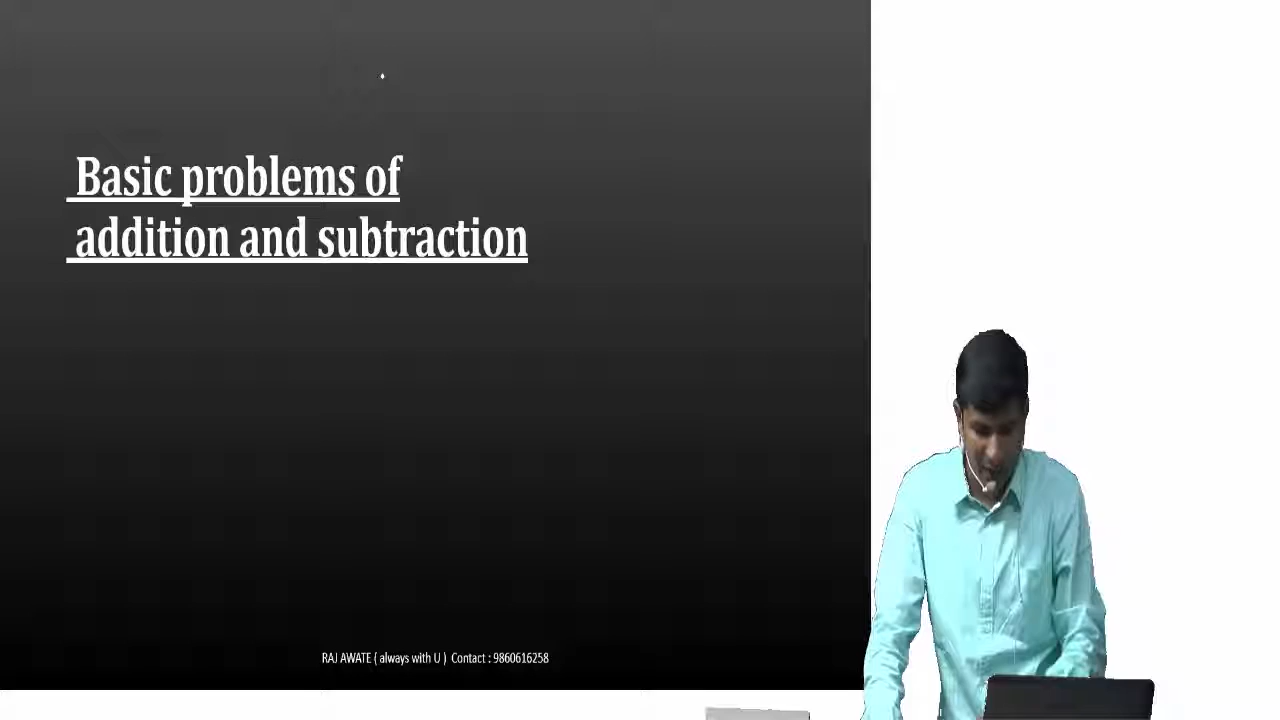 Basic problems of
addition and subtraction
RAJ AWATE ( always with U ) Contact : 9860616258